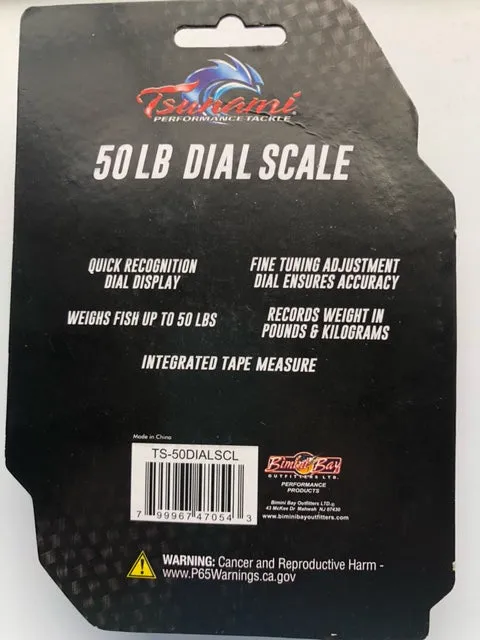 Tsunami
PERFORMANCE TACKLE
50 LB DIAL SCALE
QUICK RECOGNITION
DIAL DISPLAY
FINE TUNING ADJUSTMENT
DIAL ENSURES ACCURACY
WEIGHS FISH UP TO 50 LBS
RECORDS WEIGHT IN
POUNDS & KILOGRAMS
INTEGRATED TAPE MEASURE
Made in China
TS-50DIALSCL
7 99967 47054 3
Bimini Bay
OUTFITTERS LTD.
PERFORMANCE
PRODUCTS
Bimini Bay Outfitters LTD.
43 McKee Dr Mahwah NJ 07430
www.biminibayoutfitters.com
WARNING: Cancer and Reproductive Harm -
www.P65Warnings.ca.gov